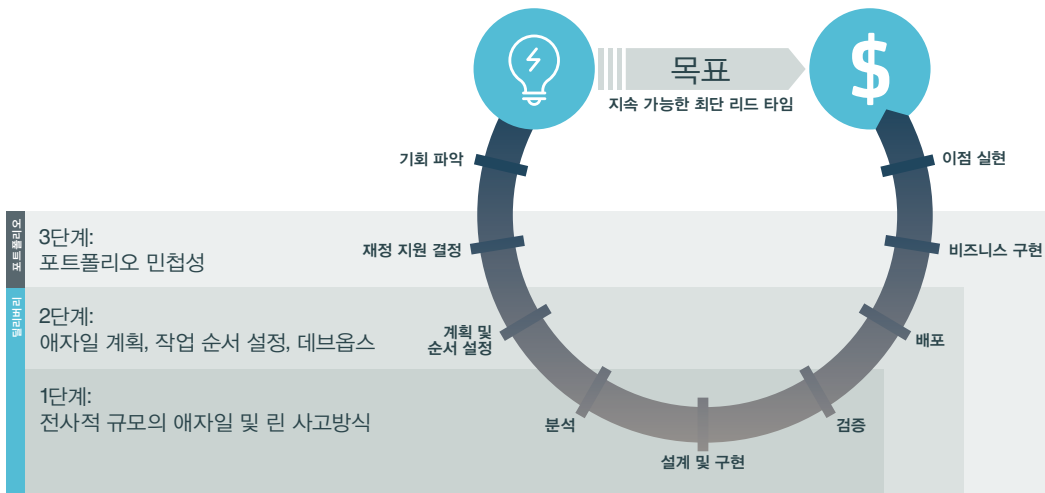 목표
지속 가능한 최단 리드 타임
$
기회 파악
이점 실현
포트폴리오
3단계:
포트폴리오 민첩성
재정 지원 결정
비즈니스 구현
딜리버리
2단계:
애자일 계획, 작업 순서 설정, 데브옵스
계획 및
순서 설정
배포
1단계:
전사적 규모의 애자일 및 린 사고방식
분석
검증
설계 및 구현